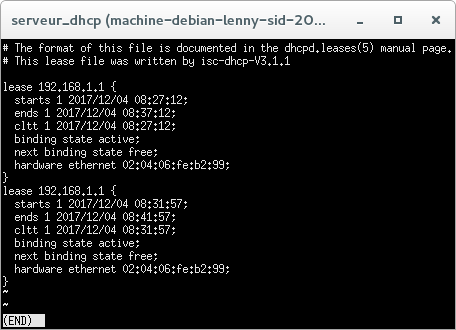 serveur_dhcp (machine-debian-lenny-sid-20...
# The format of this file is documented in the dhcpd.leases(5) manual page.
# This lease file was written by isc-dhcp-V3.1.1
lease 192.168.1.1 {
  starts 1 2017/12/04 08:27:12;
  ends 1 2017/12/04 08:37:12;
  cltt 1 2017/12/04 08:27:12;
  binding state active;
  next binding state free;
  hardware ethernet 02:04:06:fe:b2:99;
}
lease 192.168.1.1 {
  starts 1 2017/12/04 08:31:57;
  ends 1 2017/12/04 08:41:57;
  cltt 1 2017/12/04 08:31:57;
  binding state active;
  next binding state free;
  hardware ethernet 02:04:06:fe:b2:99;
}
~
~
(END)